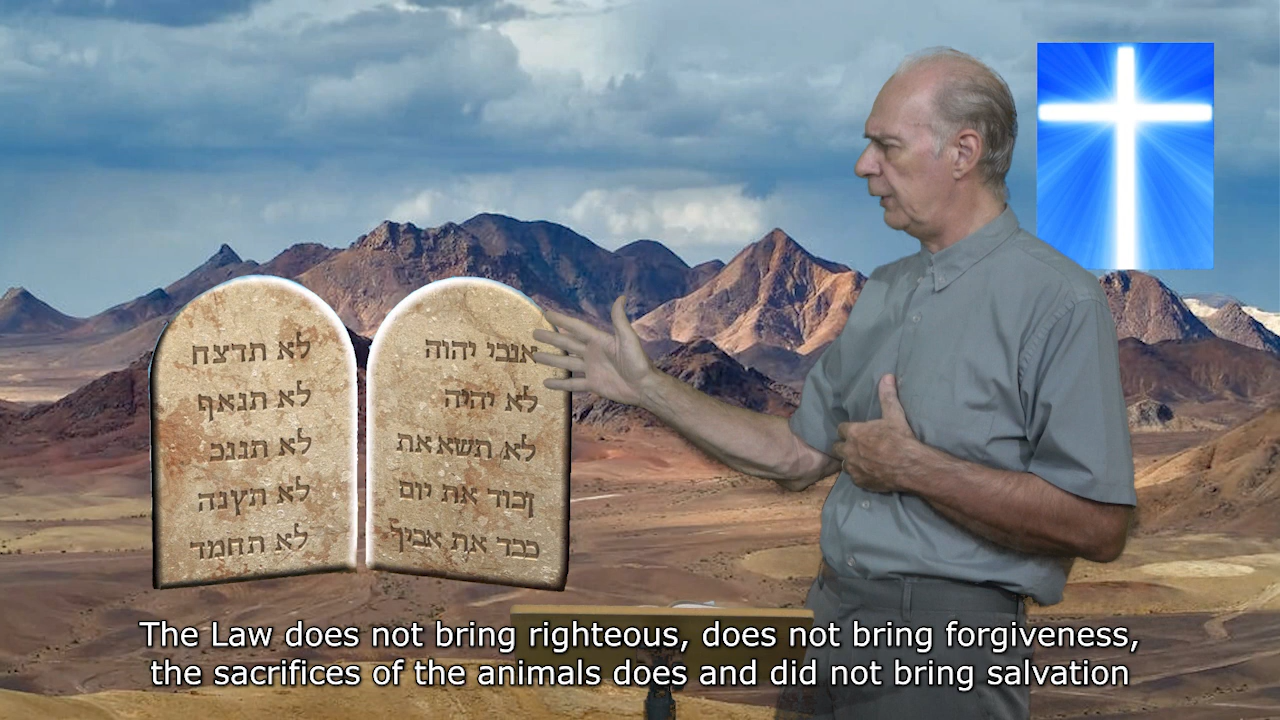 אנכי יהוה
לא יהיה
לא תשא את
זכור את יום
כבד את אביך
לא תרצח
לא תנאף
לא תגנב
לא תענה
לא תחמד
The Law does not bring righteous, does not bring forgiveness,
the sacrifices of the animals does and did not bring salvation